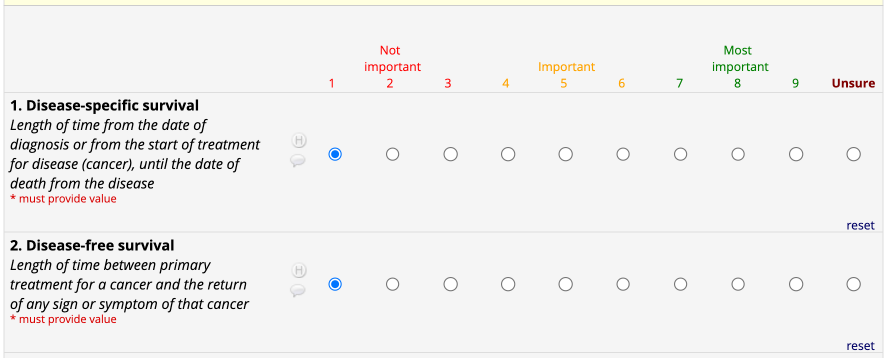 Not
important
Important
Most
important
1 2 3 4 5 6 7 8 9 Unsure
1. Disease-specific survival
Length of time from the date of
diagnosis or from the start of treatment
for disease (cancer), until the date of
death from the disease
* must provide value
H
reset
2. Disease-free survival
Length of time between primary
treatment for a cancer and the return
of any sign or symptom of that cancer
* must provide value
H
reset